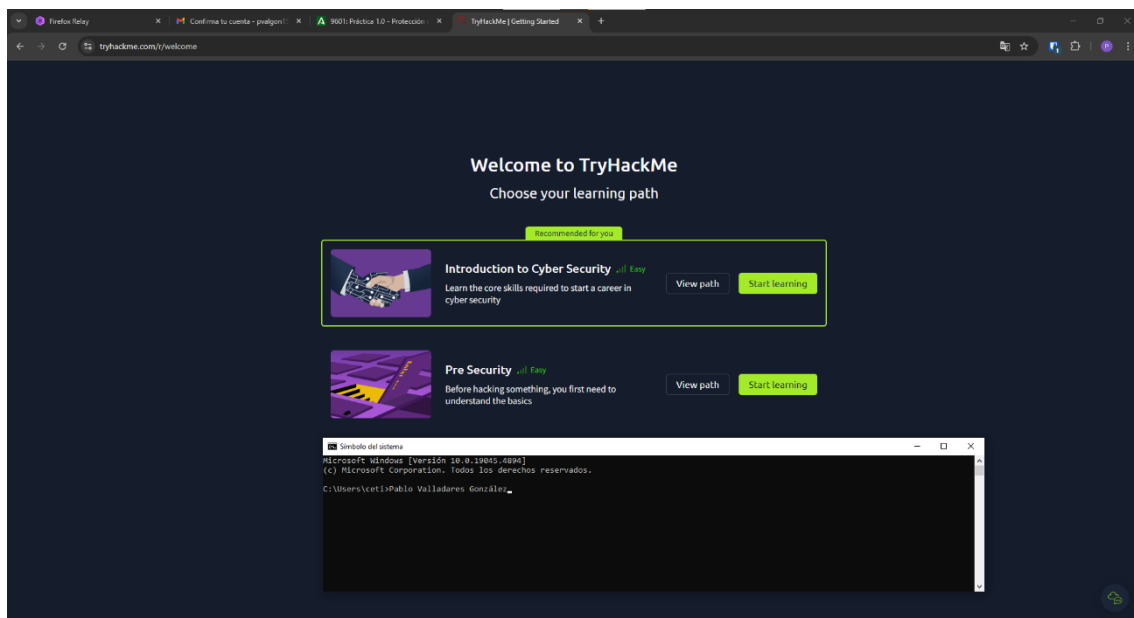 Firefox Relay
Confirma tu cuenta - pvalgon1
9601: Práctica 1.0 - Protección
TryHackMe | Getting Started
tryhackme.com/r/welcome
Welcome to TryHackMe
Choose your learning path
Recommended for you
Introduction to Cyber Security Easy
Learn the core skills required to start a career in
cyber security
View path
Start learning
Pre Security Easy
Before hacking something, you first need to
understand the basics
View path
Start learning
Símbolo del sistema
Microsoft Windows [Versión 10.0.19045.4894]
(c) Microsoft Corporation. Todos los derechos reservados.
C:\Users\ceti>Pablo Valladares González